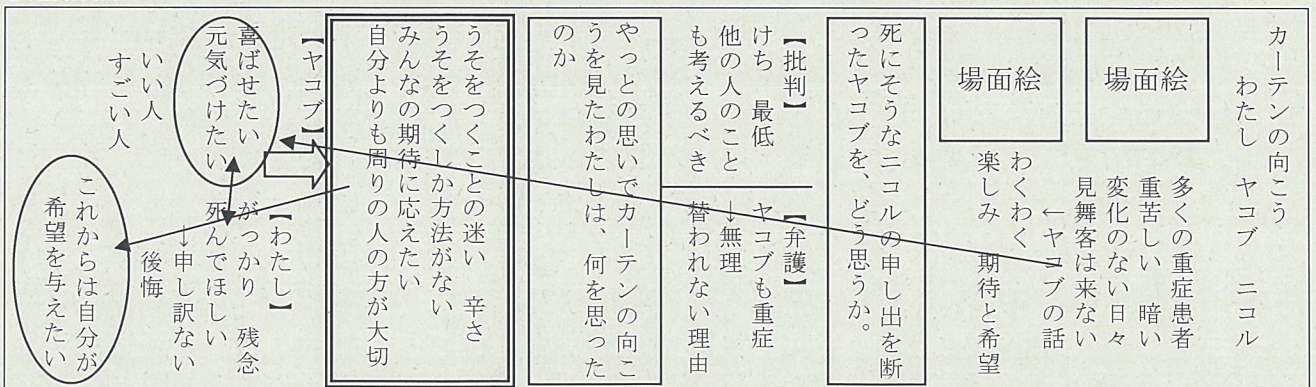 カーテンの向こう
わたし ヤコブ ニコル
場面絵
場面絵
多くの重症患者
重苦しい 暗い
変化のない日々
見舞客は来ない
←ヤコブの話
わくわく
楽しみ 期待と希望
死にそうなニコルの申し出を断
ったヤコブを、どう思うか。
【批判】
けち 最低
他の人のこと
も考えるべき
【弁護】
ヤコブも重症
→無理
替われない理由
やっとの思いでカーテンの向こ
うを見たわたしは、何を思った
のか
うそをつくことの迷い 辛さ
うそをつくしか方法がない
みんなの期待に応えたい
自分よりも周りの人の方が大切
【ヤコブ】
喜ばせたい
元気づけたい
いい人
すごい人
【わたし】
がっかり 残念
死んでほしい
→申し訳ない
後悔
これからは自分が
希望を与えたい